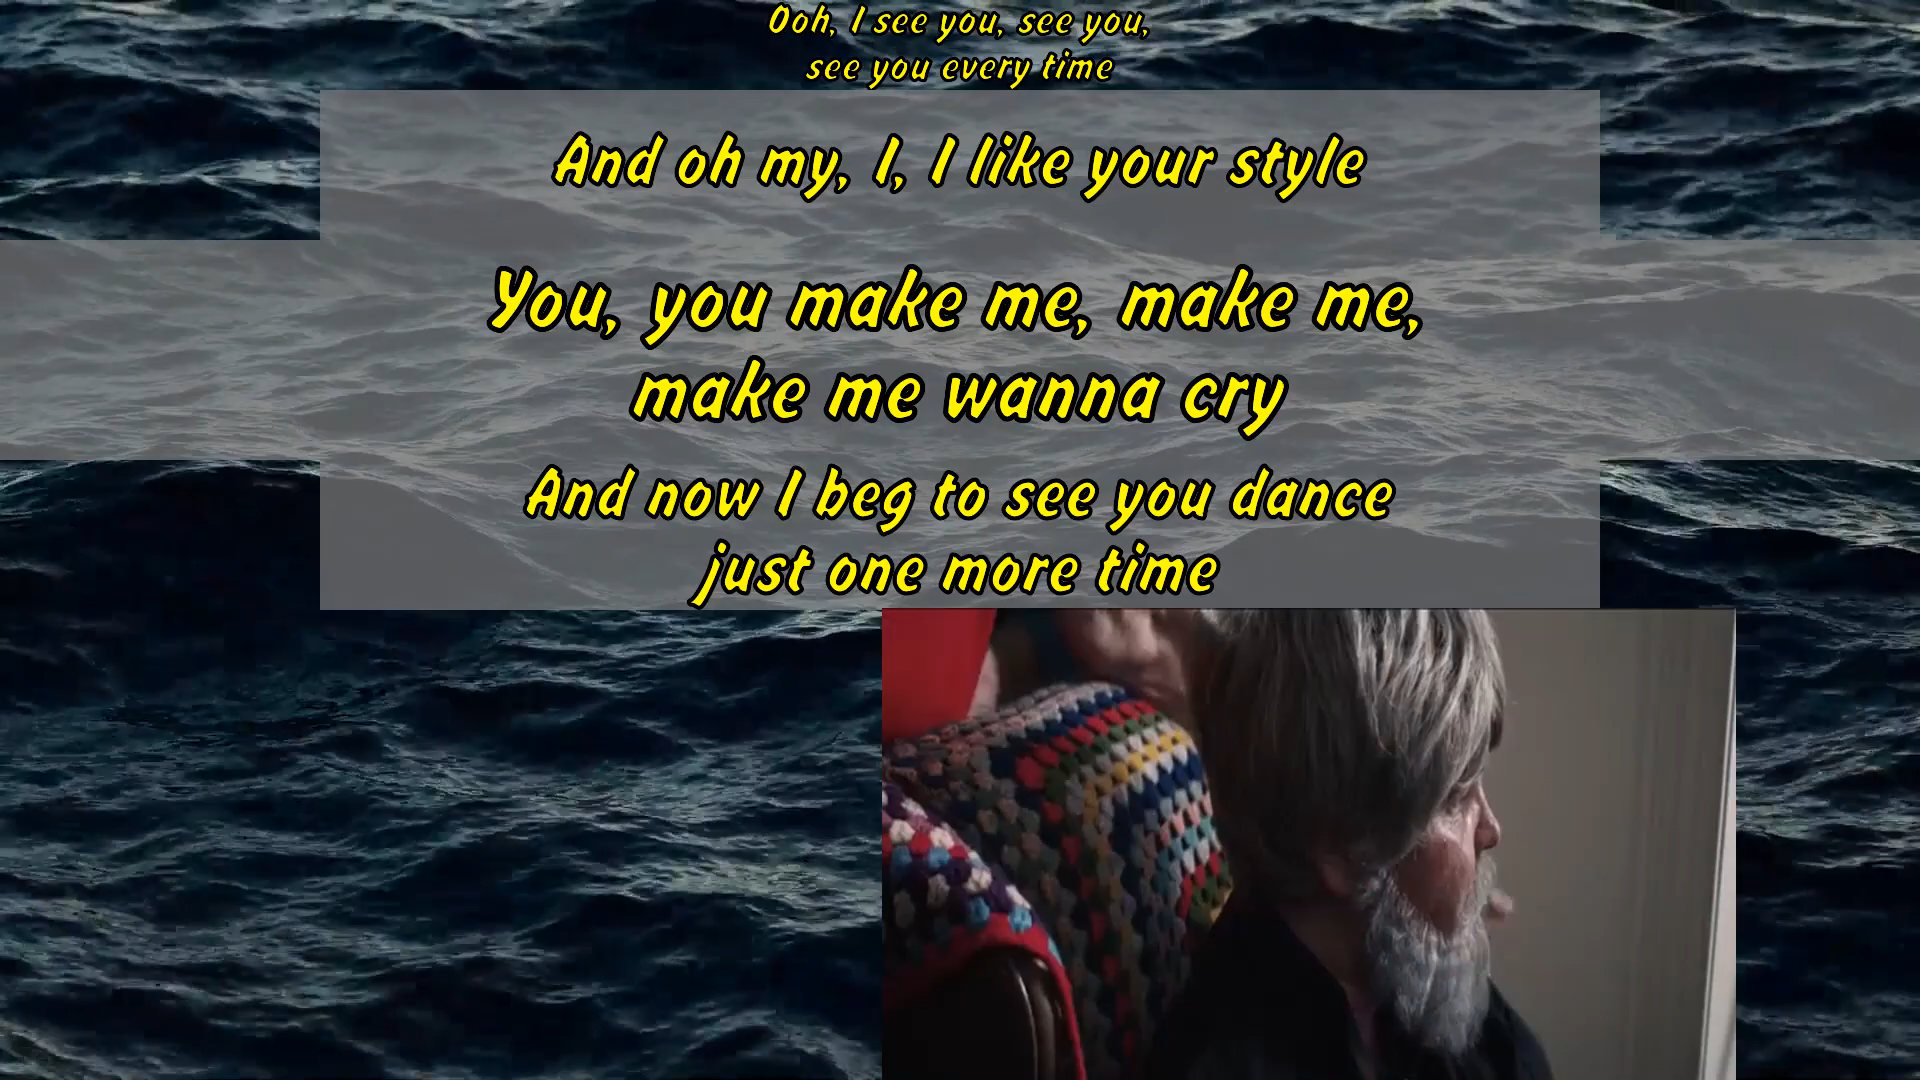 Ooh, I see you, see you,
see you every time
And oh my, I, I like your style
You, you make me, make me,
make me wanna cry
And now I beg to see you dance
just one more time